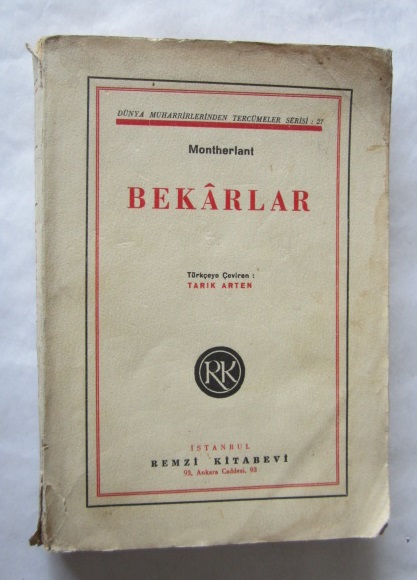 DÜNYA MUHARRİRLERİNDEN TERCÜMELER SERİSİ : 27
Montherlant
BEKÂRLAR
Türkçeye Çeviren :
TARIK ARTEN
RK
İSTANBUL
REMZİ KİTABEVİ
93, Ankara Caddesi, 93